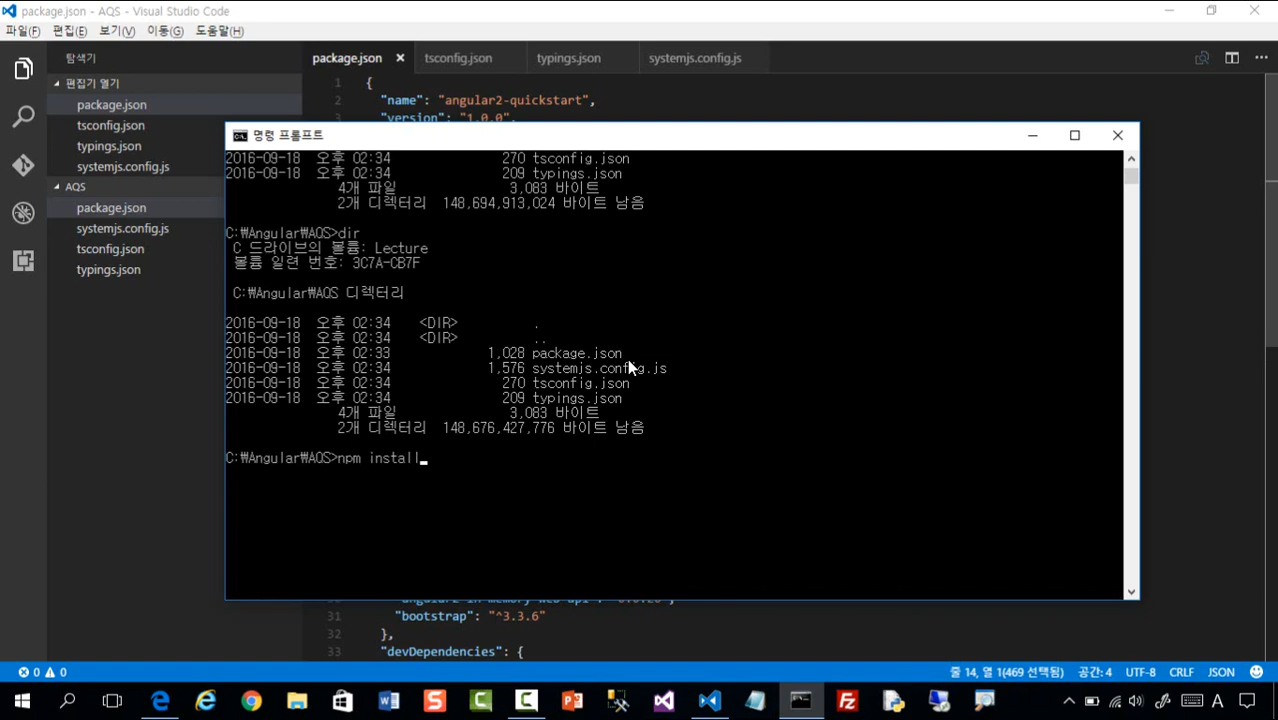 package.json - AQS - Visual Studio Code
파일(F) 편집(E) 보기(V) 이동(G) 도움말(H)
탐색기
편집기 열기
package.json
tsconfig.json
typings.json
systemjs.config.js
AQS
package.json
systemjs.config.js
tsconfig.json
typings.json
package.json tsconfig.json typings.json systemjs.config.js
1 {
2 "name": "angular2-quickstart",
3 "version": "1.0.0",
명령 프롬프트
2016-09-18 오후 02:34 270 tsconfig.json
2016-09-18 오후 02:34 209 typings.json
4개 파일 3,083 바이트
2개 디렉터리 148,694,913,024 바이트 남음
C:₩Angular₩AQS>dir
C 드라이브의 볼륨: Lecture
볼륨 일련 번호: 3C7A-CB7F
C:₩Angular₩AQS 디렉터리
2016-09-18 오후 02:34 <DIR> .
2016-09-18 오후 02:34 <DIR> ..
2016-09-18 오후 02:33 1,028 package.json
2016-09-18 오후 02:34 1,576 systemjs.config.js
2016-09-18 오후 02:34 270 tsconfig.json
2016-09-18 오후 02:34 209 typings.json
4개 파일 3,083 바이트
2개 디렉터리 148,676,427,776 바이트 남음
C:₩Angular₩AQS>npm install
31 "bootstrap": "^3.3.6"
32 },
33 "devDependencies": {
0 0 줄 14, 열 1(469 선택됨) 공간: 4 UTF-8 CRLF JSON